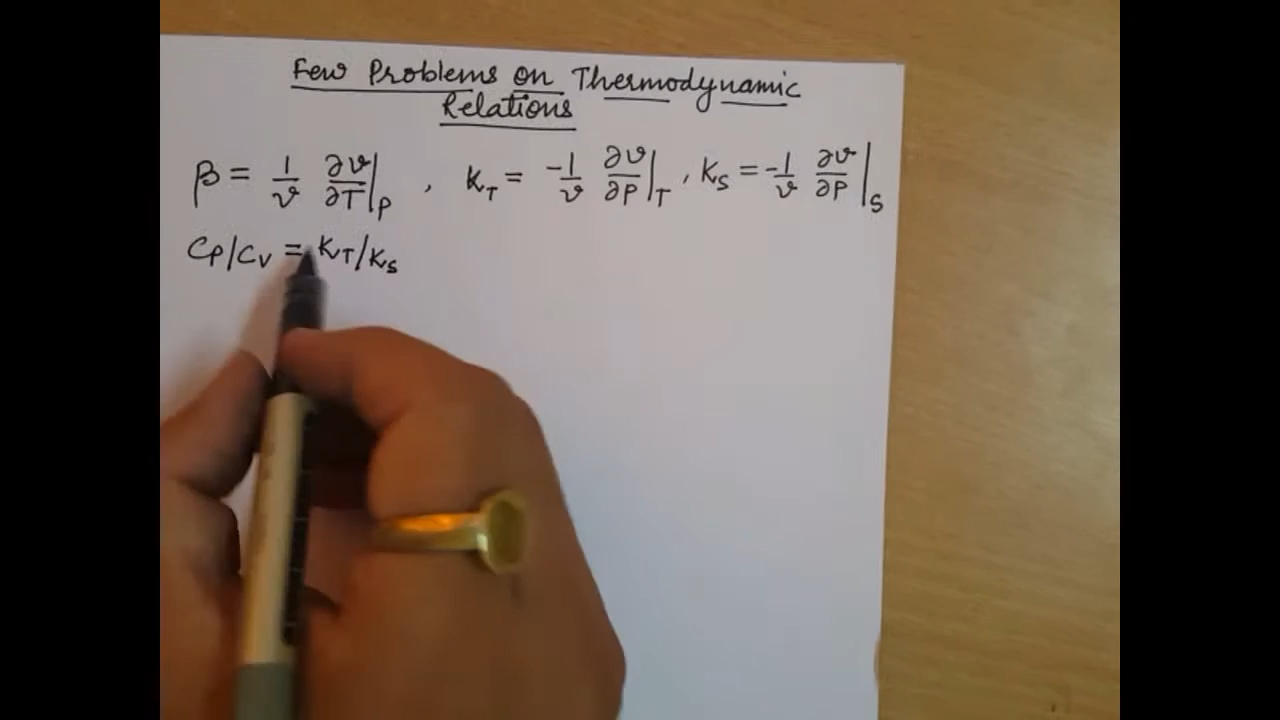 Few Problems on Thermodynamic
Relations
β = 1/v ∂v/∂T|P , KT = -1/v ∂v/∂P|T , KS = -1/v ∂v/∂P|S
CP/CV = KT/KS